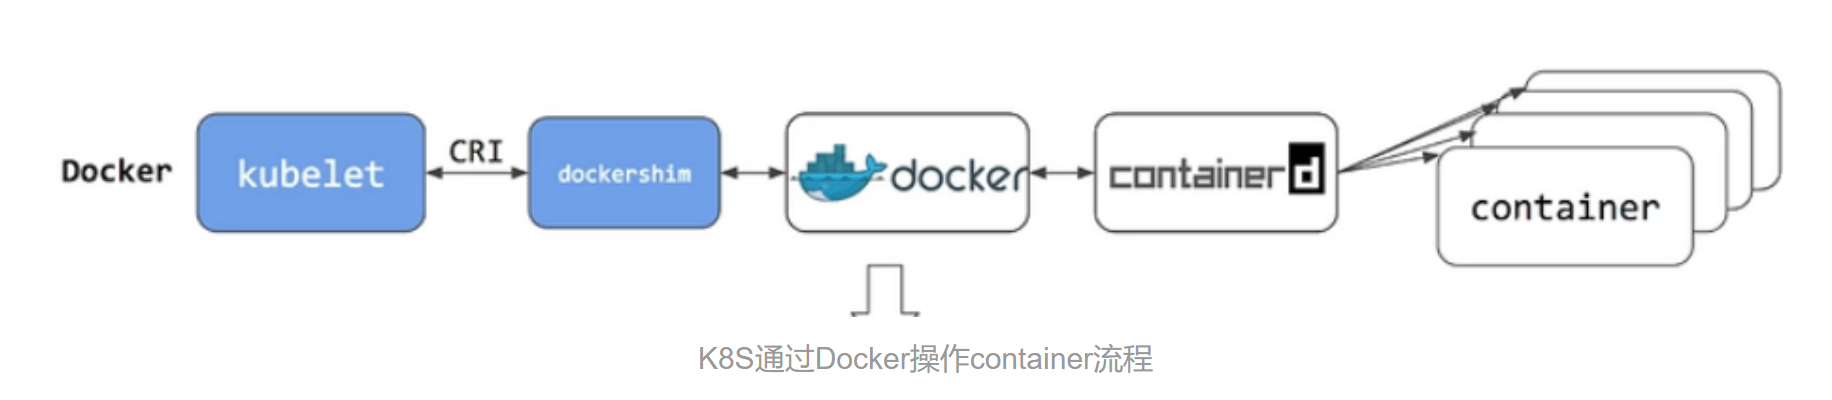 Docker
kubelet
CRI
dockershim
docker
containerd
container
K8S通过Docker操作container流程